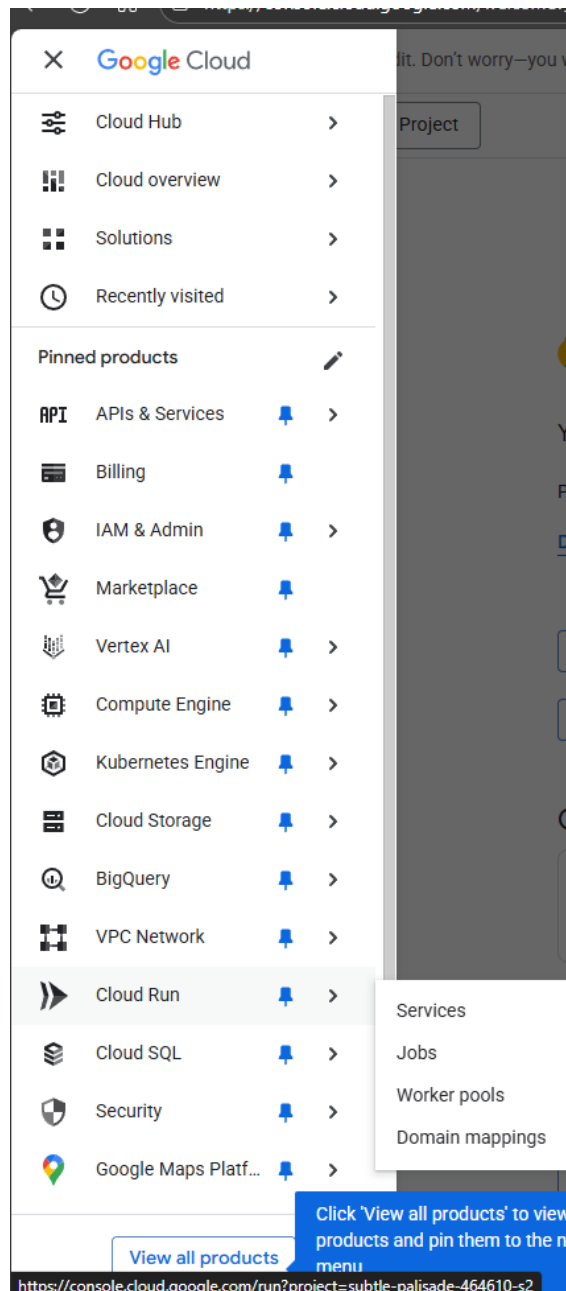 Google Cloud
dit. Don't worry—you
Cloud Hub
Project
Cloud overview
Solutions
Recently visited
Pinned products
API APIs & Services
Billing
IAM & Admin
Marketplace
Vertex AI
Compute Engine
Kubernetes Engine
Cloud Storage
BigQuery
VPC Network
Cloud Run
Services
Jobs
Worker pools
Domain mappings
Cloud SQL
Security
Google Maps Platf...
View all products
Click 'View all products' to view
products and pin them to the n
menu
https://console.cloud.google.com/run?project=subtle-palisade-464610-s2